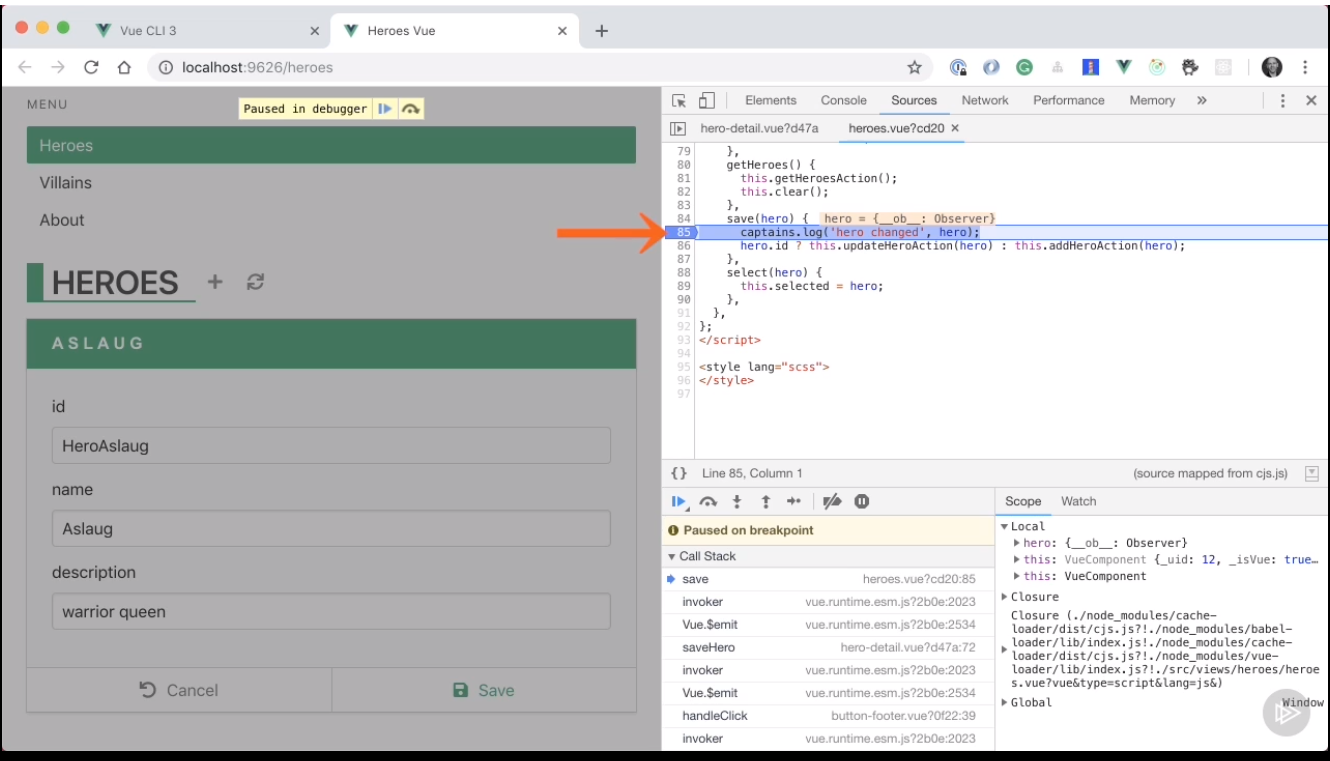 Vue CLI 3
Heroes Vue
localhost:9626/heroes
MENU
Paused in debugger
Heroes
Villains
About
HEROES
ASLAUG
id
HeroAslaug
name
Aslaug
description
warrior queen
Cancel
Save
Elements Console Sources Network Performance Memory »
hero-detail.vue?d47a heroes.vue?cd20
79 },
80 getHeroes() {
81 this.getHeroesAction();
82 this.clear();
83 },
84 save(hero) { hero = {__ob__: Observer}
85 captains.log('hero changed', hero);
86 hero.id ? this.updateHeroAction(hero) : this.addHeroAction(hero);
87 },
88 select(hero) {
89 this.selected = hero;
90 },
91 },
92 };
93 </script>
94
95 <style lang="scss">
96 </style>
97
{} Line 85, Column 1 (source mapped from cjs.js)
Paused on breakpoint
Call Stack
save heroes.vue?cd20:85
invoker vue.runtime.esm.js?2b0e:2023
Vue.$emit vue.runtime.esm.js?2b0e:2534
saveHero hero-detail.vue?d47a:72
invoker vue.runtime.esm.js?2b0e:2023
Vue.$emit vue.runtime.esm.js?2b0e:2534
handleClick button-footer.vue?0f22:39
invoker vue.runtime.esm.js?2b0e:2023
Scope Watch
Local
hero: {__ob__: Observer}
this: VueComponent {_uid: 12, _isVue: true…
this: VueComponent
Closure
Closure (./node_modules/cache-
loader/dist/cjs.js?!./node_modules/babel-
loader/lib/index.js!./node_modules/cache-
loader/dist/cjs.js?!./node_modules/vue-
loader/lib/index.js?!./src/views/heroes/heroe
s.vue?vue&type=script&lang=js&)
Global Window